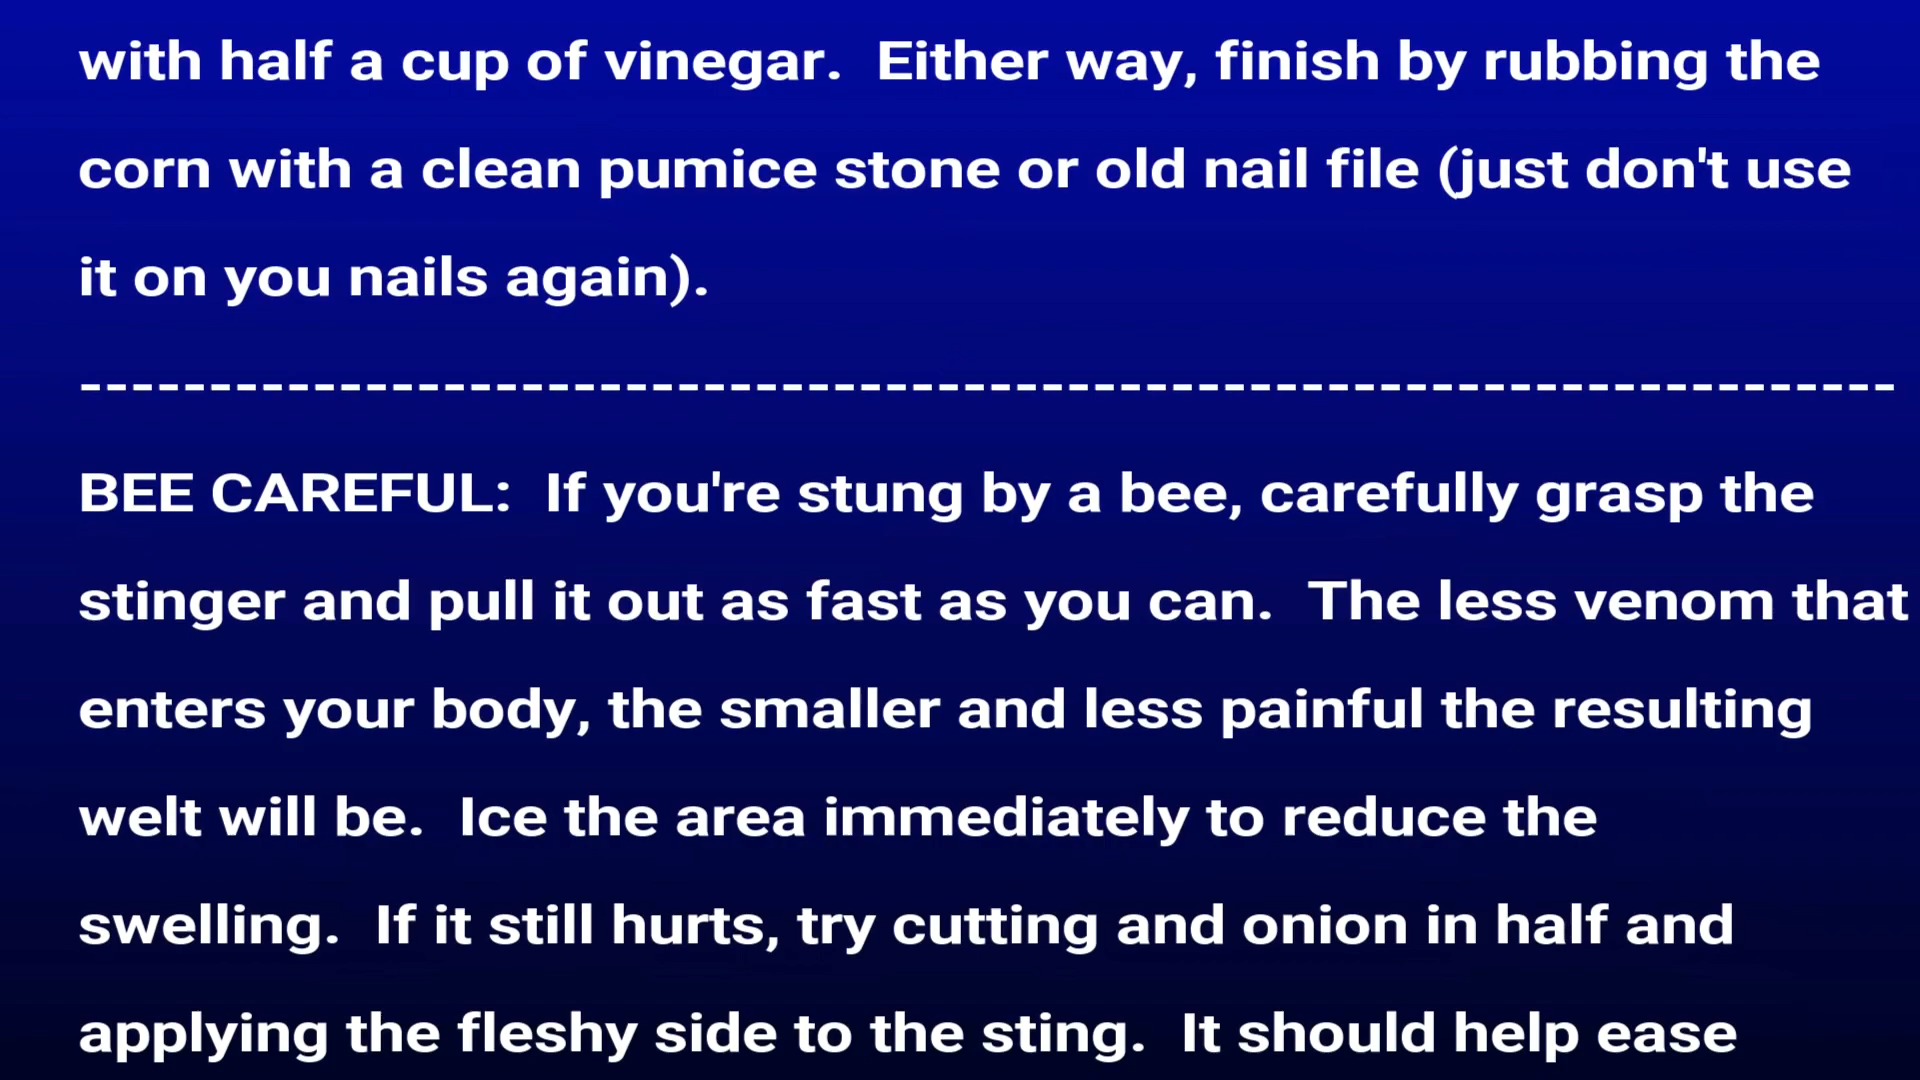 with half a cup of vinegar.  Either way, finish by rubbing the
corn with a clean pumice stone or old nail file (just don't use
it on you nails again).
----------------------------------------------------------------------
BEE CAREFUL:  If you're stung by a bee, carefully grasp the
stinger and pull it out as fast as you can.  The less venom that
enters your body, the smaller and less painful the resulting
welt will be.  Ice the area immediately to reduce the
swelling.  If it still hurts, try cutting and onion in half and
applying the fleshy side to the sting.  It should help ease